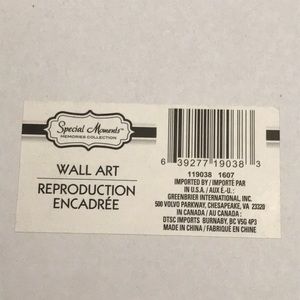 Special Moments™
MEMORIES COLLECTION
WALL ART
REPRODUCTION
ENCADRÉE
6 39277 19038 3
119038 1607
IMPORTED BY / IMPORTÉ PAR
IN U.S.A. / AUX É.-U. :
GREENBRIER INTERNATIONAL, INC.
500 VOLVO PARKWAY, CHESAPEAKE, VA 23320
IN CANADA / AU CANADA :
DTSC IMPORTS BURNABY, BC V5G 4P3
MADE IN CHINA / FABRIQUÉ EN CHINE